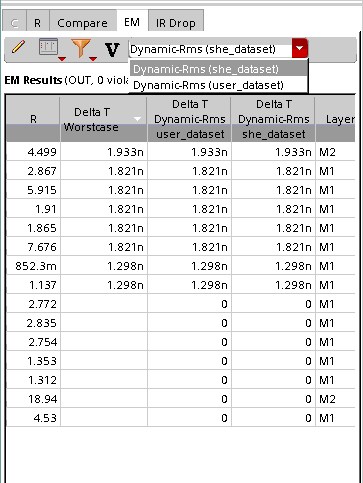 C R Compare EM IR Drop
V Dynamic-Rms (she_dataset)
Dynamic-Rms (she_dataset)
EM Results (OUT, 0 viola
Dynamic-Rms (user_dataset)
R Delta T Worstcase Delta T Dynamic-Rms user_dataset Delta T Dynamic-Rms she_dataset Layer
4.499 1.933n 1.933n 1.933n M2
2.867 1.821n 1.821n 1.821n M1
5.915 1.821n 1.821n 1.821n M1
1.91 1.821n 1.821n 1.821n M1
1.865 1.821n 1.821n 1.821n M1
7.676 1.821n 1.821n 1.821n M1
852.3m 1.298n 1.298n 1.298n M1
1.137 1.298n 1.298n 1.298n M1
2.772 0 0 M1
2.835 0 0 M1
2.754 0 0 M1
1.353 0 0 M1
1.312 0 0 M1
18.94 0 0 M2
4.53 0 0 M1